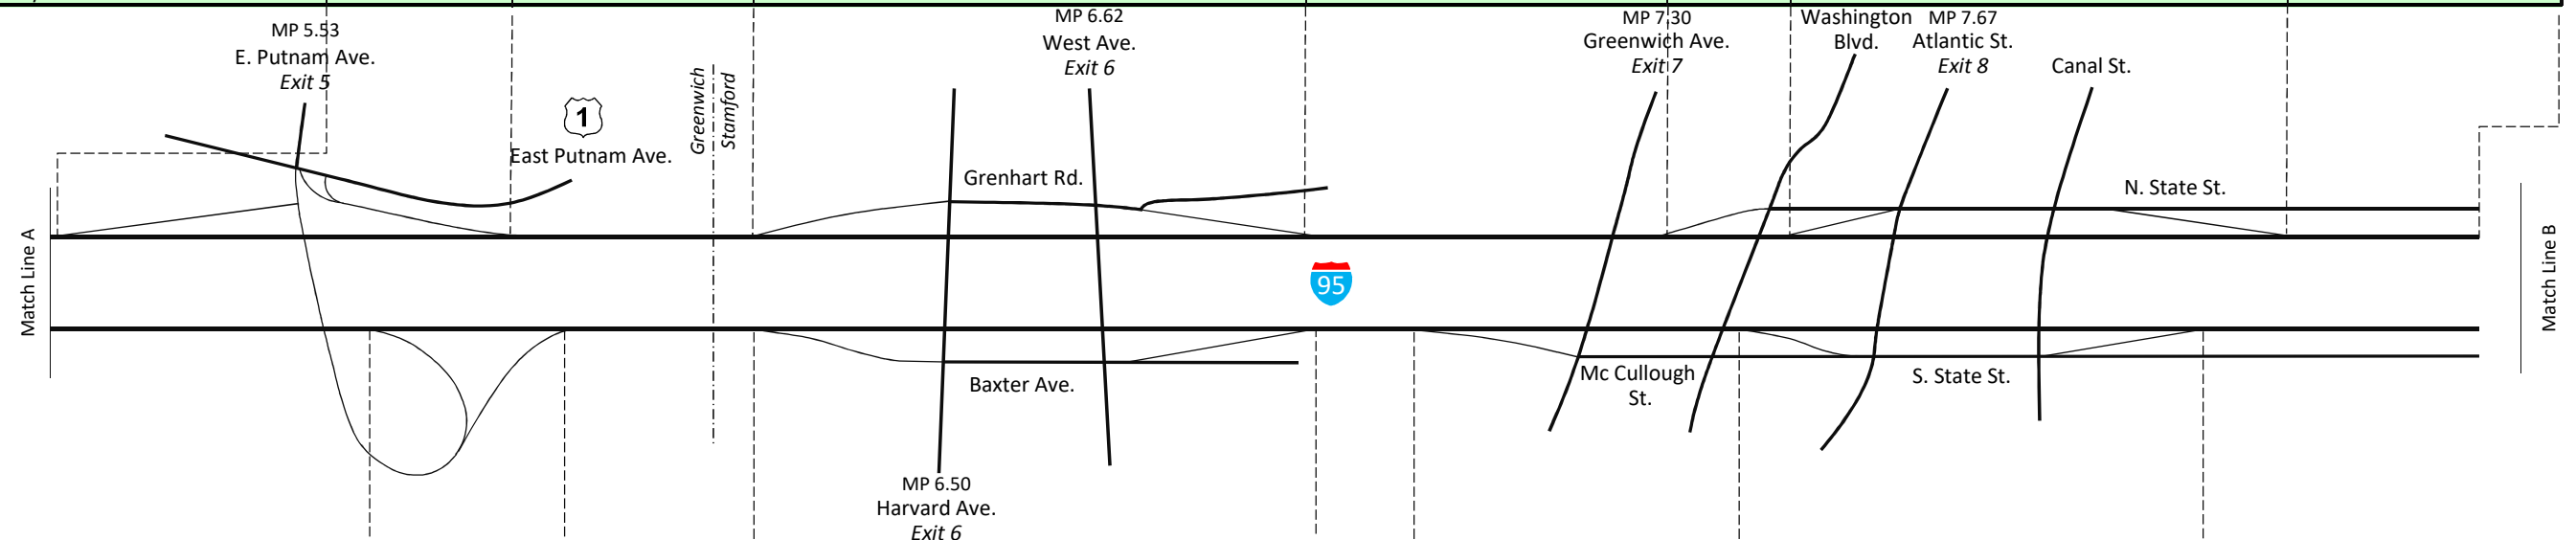 MP 5.53
E. Putnam Ave.
Exit 5
1
East Putnam Ave.
Greenwich
Stamford
MP 6.62
West Ave.
Exit 6
Grenhart Rd.
MP 7.30
Greenwich Ave.
Exit 7
Washington
Blvd.
MP 7.67
Atlantic St.
Exit 8
Canal St.
N. State St.
Match Line A
95
Match Line B
Baxter Ave.
Mc Cullough
St.
S. State St.
MP 6.50
Harvard Ave.
Exit 6